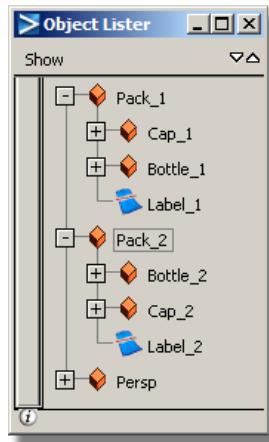 Object Lister
Show
Pack_1
Cap_1
Bottle_1
Label_1
Pack_2
Bottle_2
Cap_2
Label_2
Persp
i